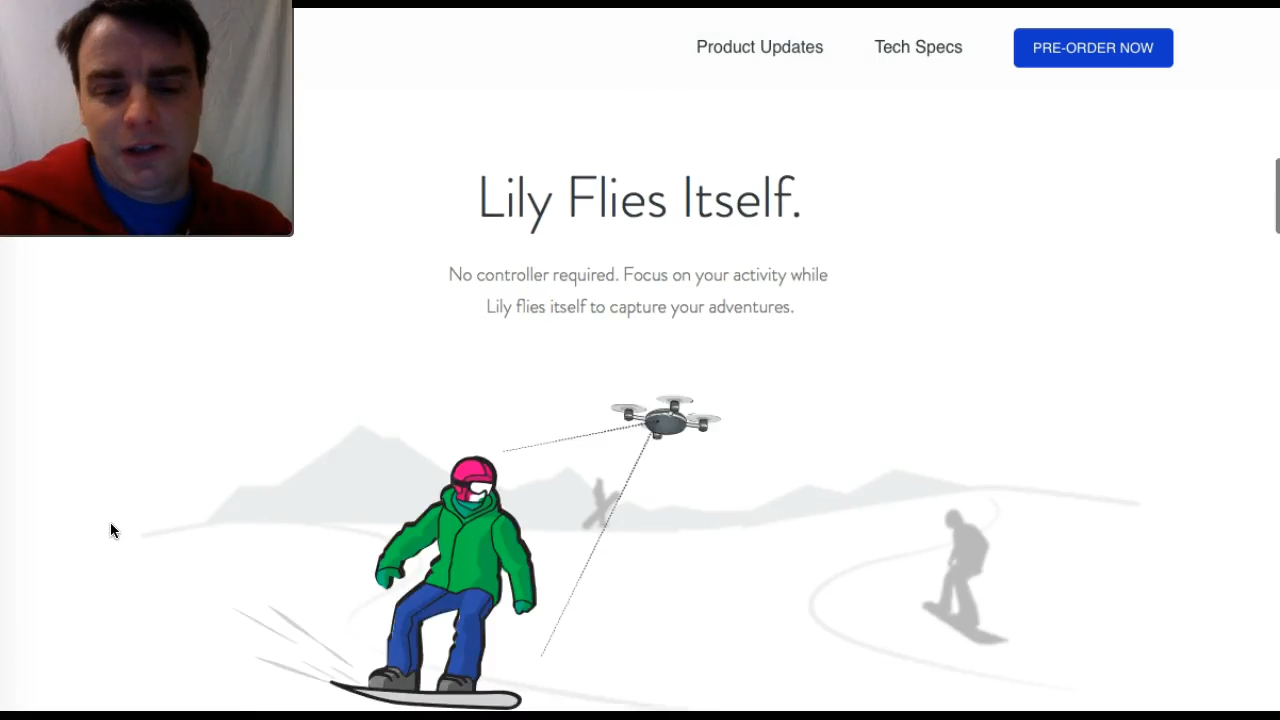 Product Updates
Tech Specs
PRE-ORDER NOW
Lily Flies Itself.
No controller required. Focus on your activity while
Lily flies itself to capture your adventures.